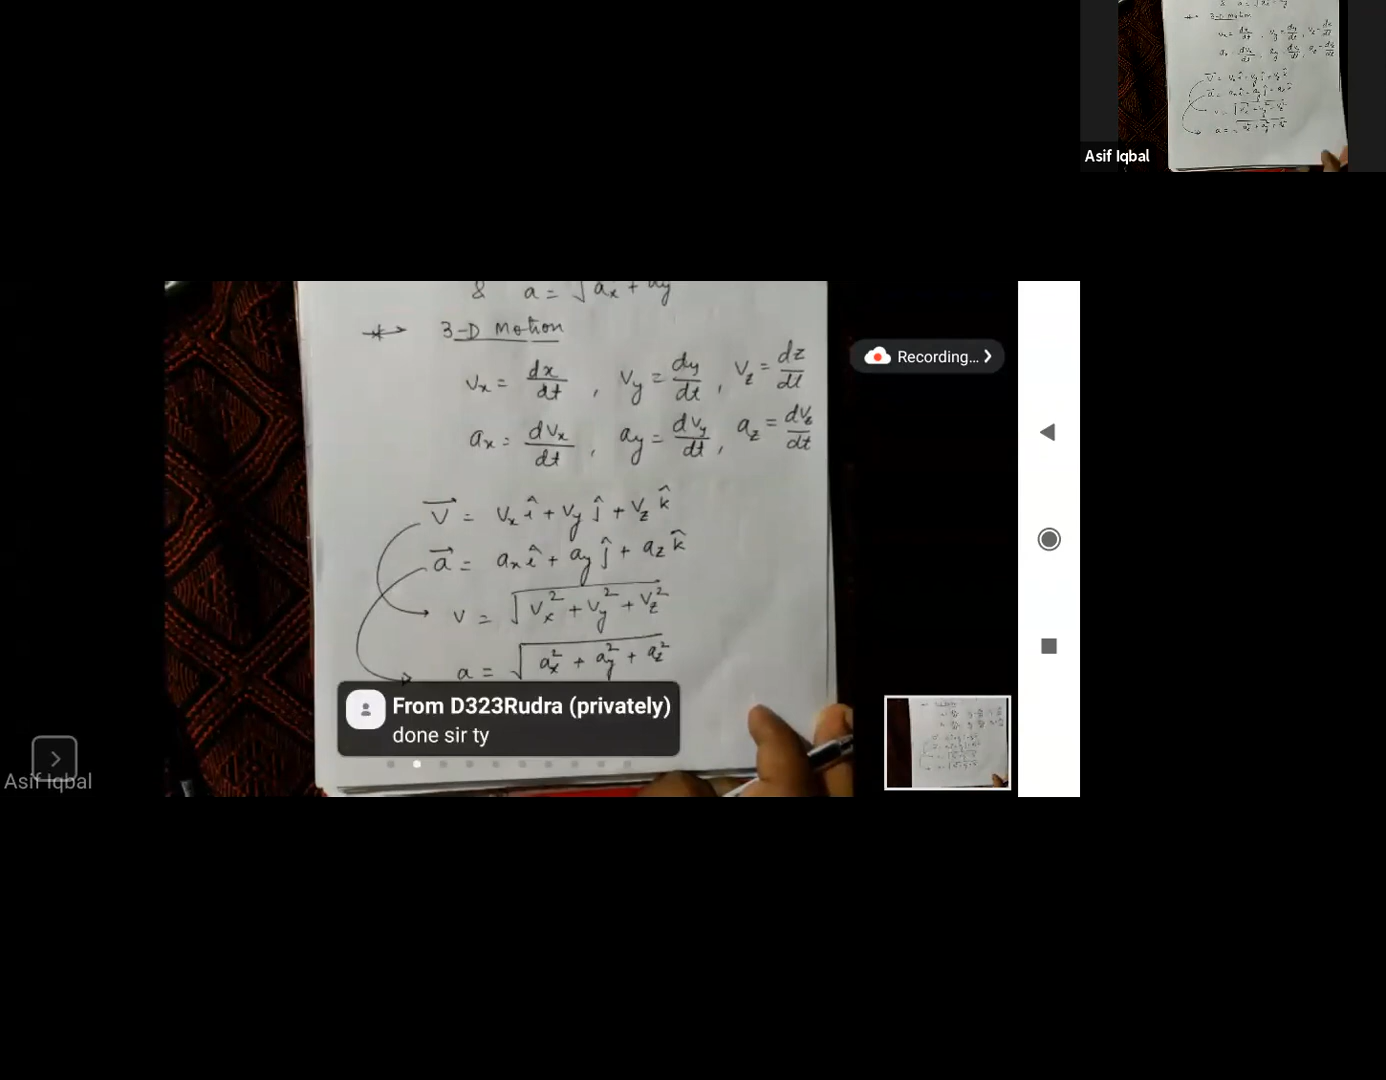 Asif Iqbal
& a = √ax + ay
3-D Motion
Vx = dx/dt , Vy = dy/dt , Vz = dz/dt
ax = dVx/dt , ay = dVy/dt , az = dVz/dt
V⃗ = Vx î + Vy ĵ + Vz k̂
a⃗ = ax î + ay ĵ + az k̂
v = √(Vx² + Vy² + Vz²)
a = √(ax² + ay² + az²)
Recording...
From D323Rudra (privately)
done sir ty
Asif Iqbal